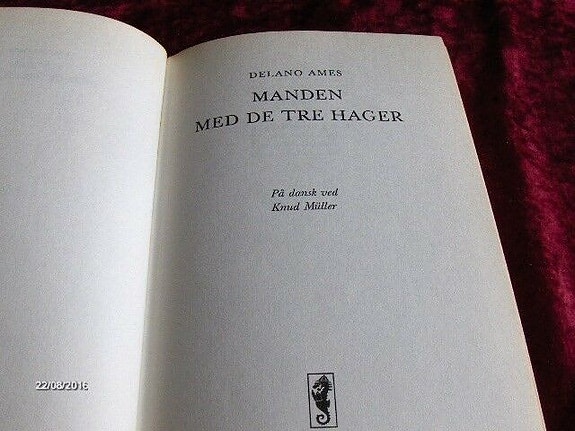 DELANO AMES
MANDEN
MED DE TRE HAGER
På dansk ved
Knud Müller
22/08/2016